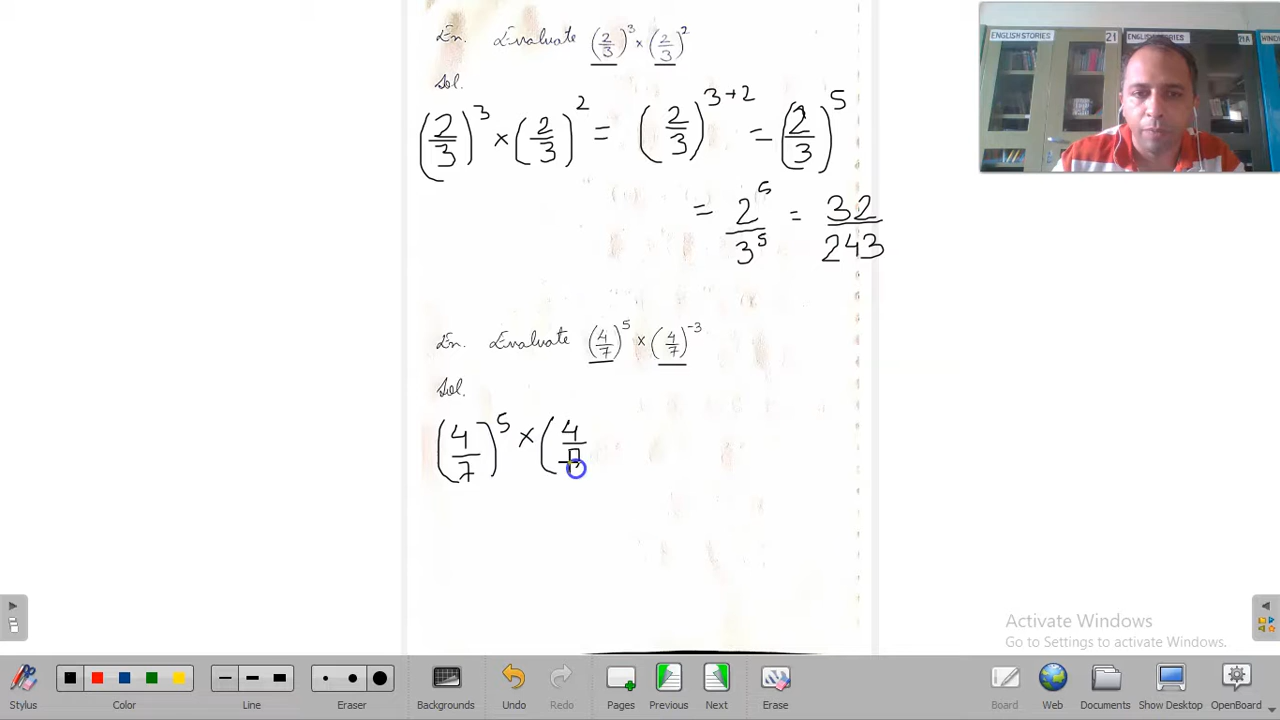 Ex. Evaluate (2/3)^3 × (2/3)^2
ENGLISH STORIES 21 ENGLISH STORIES 21A HINDI
Sol.
(2/3)^3 × (2/3)^2 = (2/3)^3+2 = (2/3)^5
= 2^5/3^5 = 32/243
Ex. Evaluate (4/7)^5 × (4/7)^-3
Sol.
(4/7)^5 × (4/
Activate Windows
Go to Settings to activate Windows.
Color Line Eraser Backgrounds Undo Redo Pages Previous Next Erase Board Web Documents Show Desktop OpenBoard